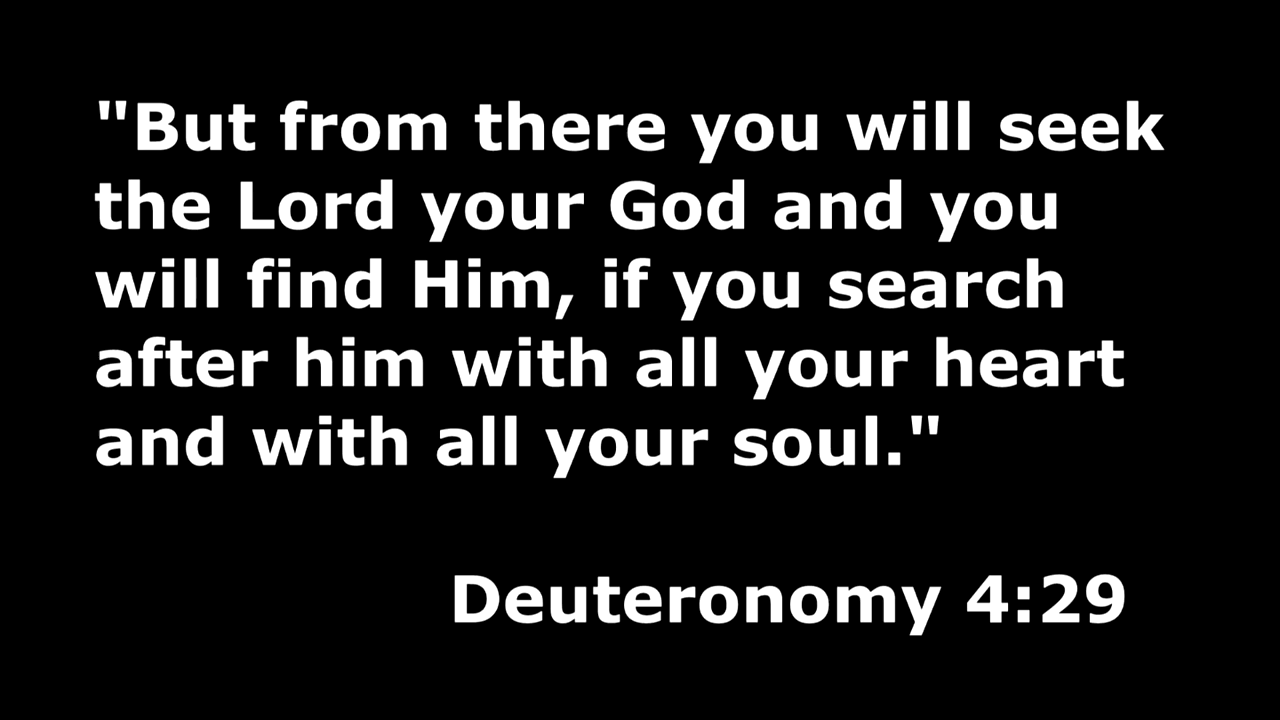 "But from there you will seek
the Lord your God and you
will find Him, if you search
after him with all your heart
and with all your soul."
Deuteronomy 4:29